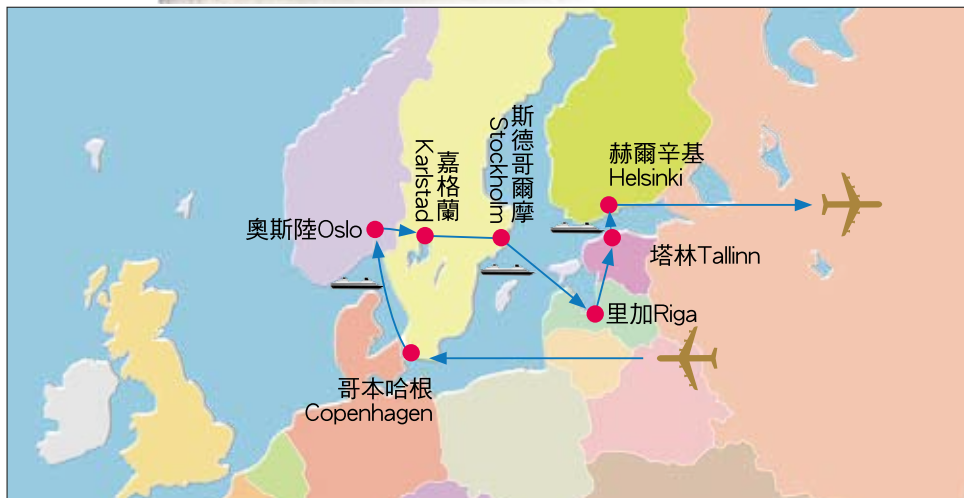 斯德哥爾摩
Stockholm
嘉格蘭
Karlstad
赫爾辛基
Helsinki
奧斯陸Oslo
塔林Tallinn
里加Riga
哥本哈根
Copenhagen